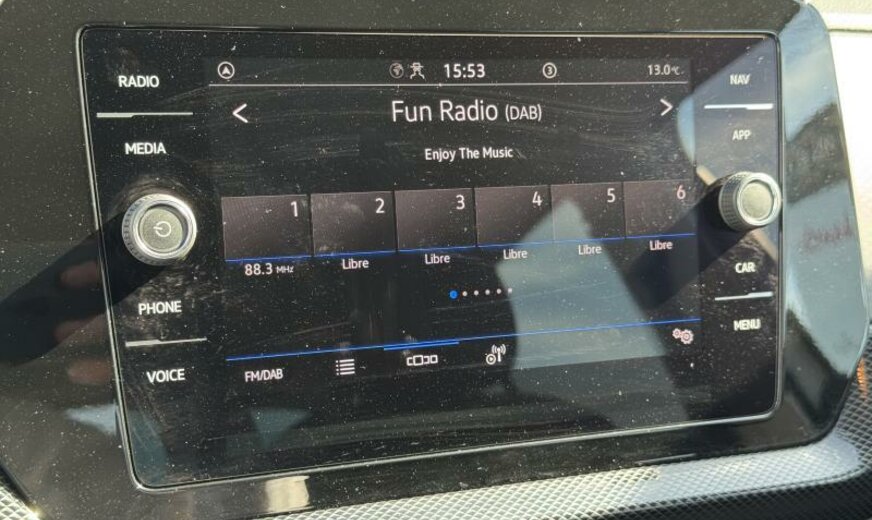 RADIO
MEDIA
PHONE
VOICE
15:53
3
13.0°C
< Fun Radio (DAB) >
Enjoy The Music
1 2 3 4 5 6
88.3 MHz Libre Libre Libre Libre Libre
FM/DAB
NAV
APP
CAR
MENU